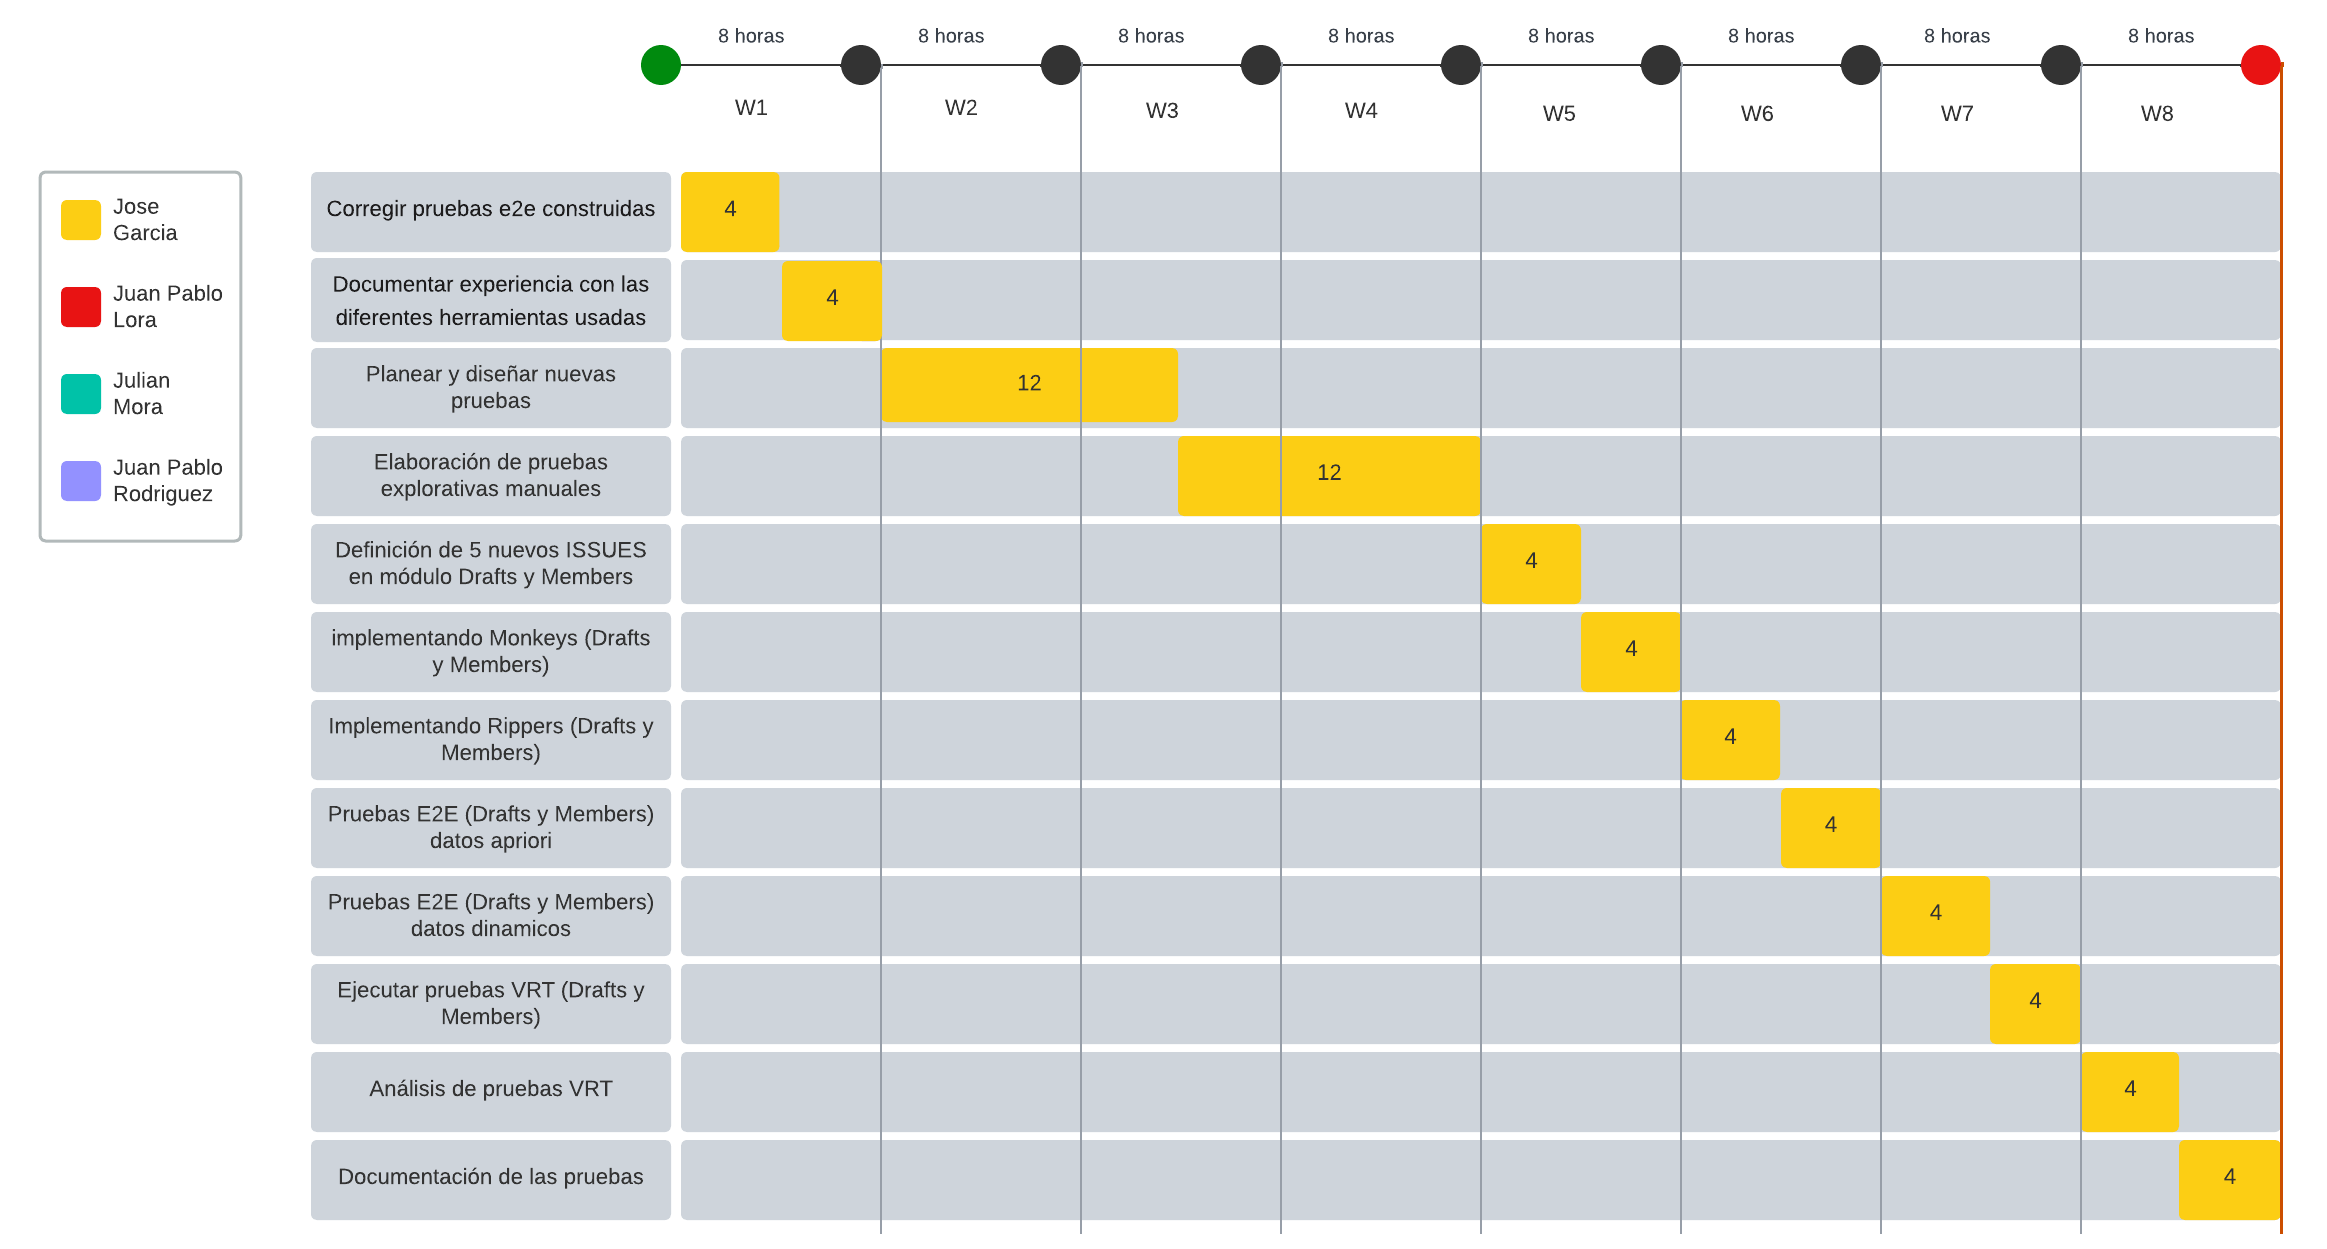 8 horas 8 horas 8 horas 8 horas 8 horas 8 horas 8 horas 8 horas
W1 W2 W3 W4 W5 W6 W7 W8
Jose
Garcia
Juan Pablo
Lora
Julian
Mora
Juan Pablo
Rodriguez
Corregir pruebas e2e construidas
4
Documentar experiencia con las
diferentes herramientas usadas
4
Planear y diseñar nuevas
pruebas
12
Elaboración de pruebas
explorativas manuales
12
Definición de 5 nuevos ISSUES
en módulo Drafts y Members
4
implementando Monkeys (Drafts
y Members)
4
Implementando Rippers (Drafts y
Members)
4
Pruebas E2E (Drafts y Members)
datos apriori
4
Pruebas E2E (Drafts y Members)
datos dinamicos
4
Ejecutar pruebas VRT (Drafts y
Members)
4
Análisis de pruebas VRT
4
Documentación de las pruebas
4